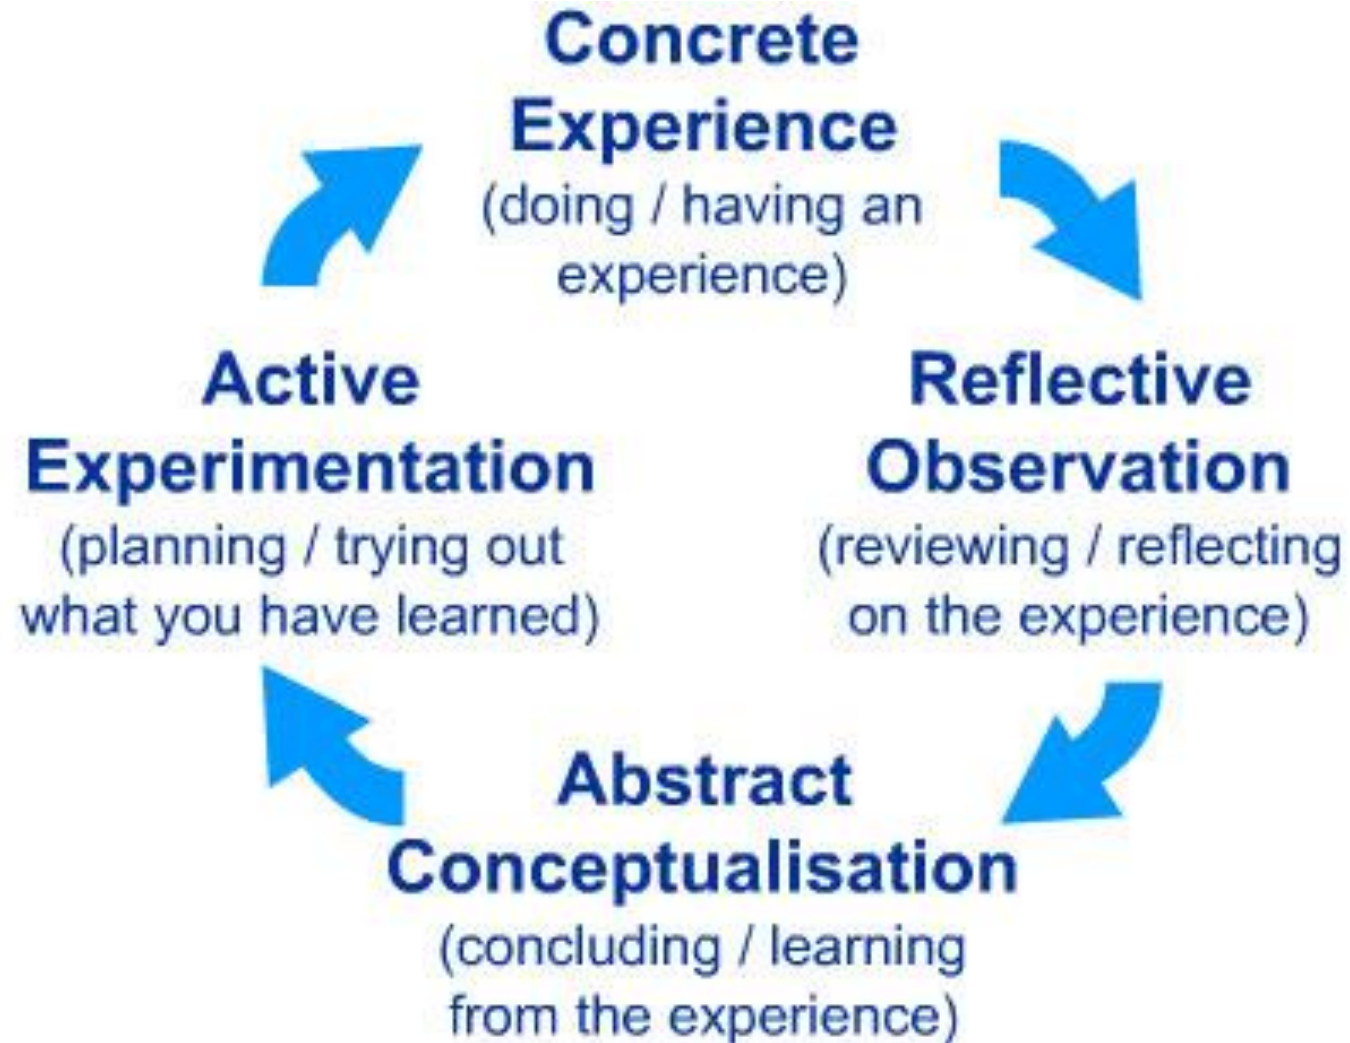 Concrete
Experience
(doing / having an
experience)
Reflective
Observation
(reviewing / reflecting
on the experience)
Abstract
Conceptualisation
(concluding / learning
from the experience)
Active
Experimentation
(planning / trying out
what you have learned)